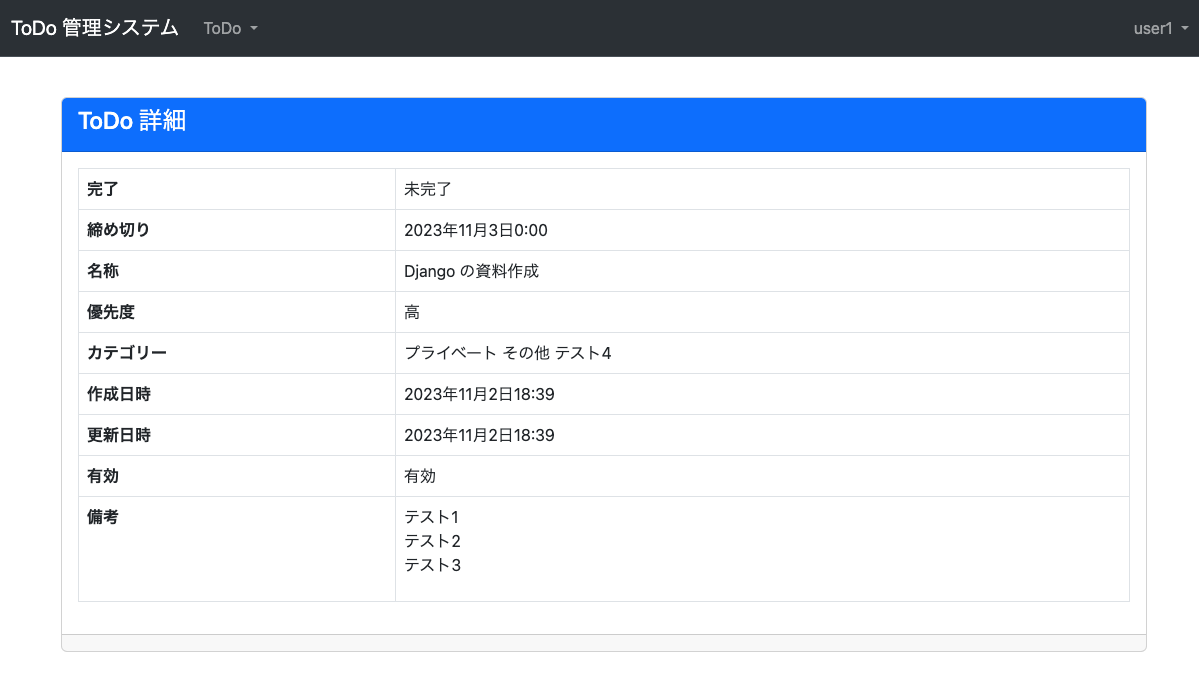 ToDo 管理システム ToDo user1
ToDo 詳細
完了 未完了
締め切り 2023年11月3日0:00
名称 Django の資料作成
優先度 高
カテゴリー プライベート その他 テスト4
作成日時 2023年11月2日18:39
更新日時 2023年11月2日18:39
有効 有効
備考 テスト1
テスト2
テスト3